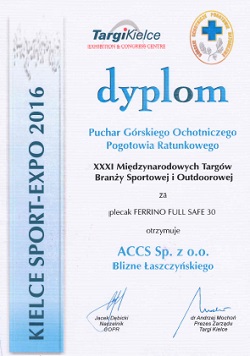 TargiKielce
EXHIBITION & CONGRESS CENTRE
KIELCE SPORT-EXPO 2016
dyplom
Puchar Górskiego Ochotniczego
Pogotowia Ratunkowego
XXXI Międzynarodowych Targów
Branży Sportowej i Outdoorowej
za
plecak FERRINO FULL SAFE 30
otrzymuje
ACCS Sp. z o.o.
Blizne Łaszczyńskiego
Jacek Dębicki
Naczelnik
GOPR
dr Andrzej Mochoń
Prezes Zarządu
Targi Kielce